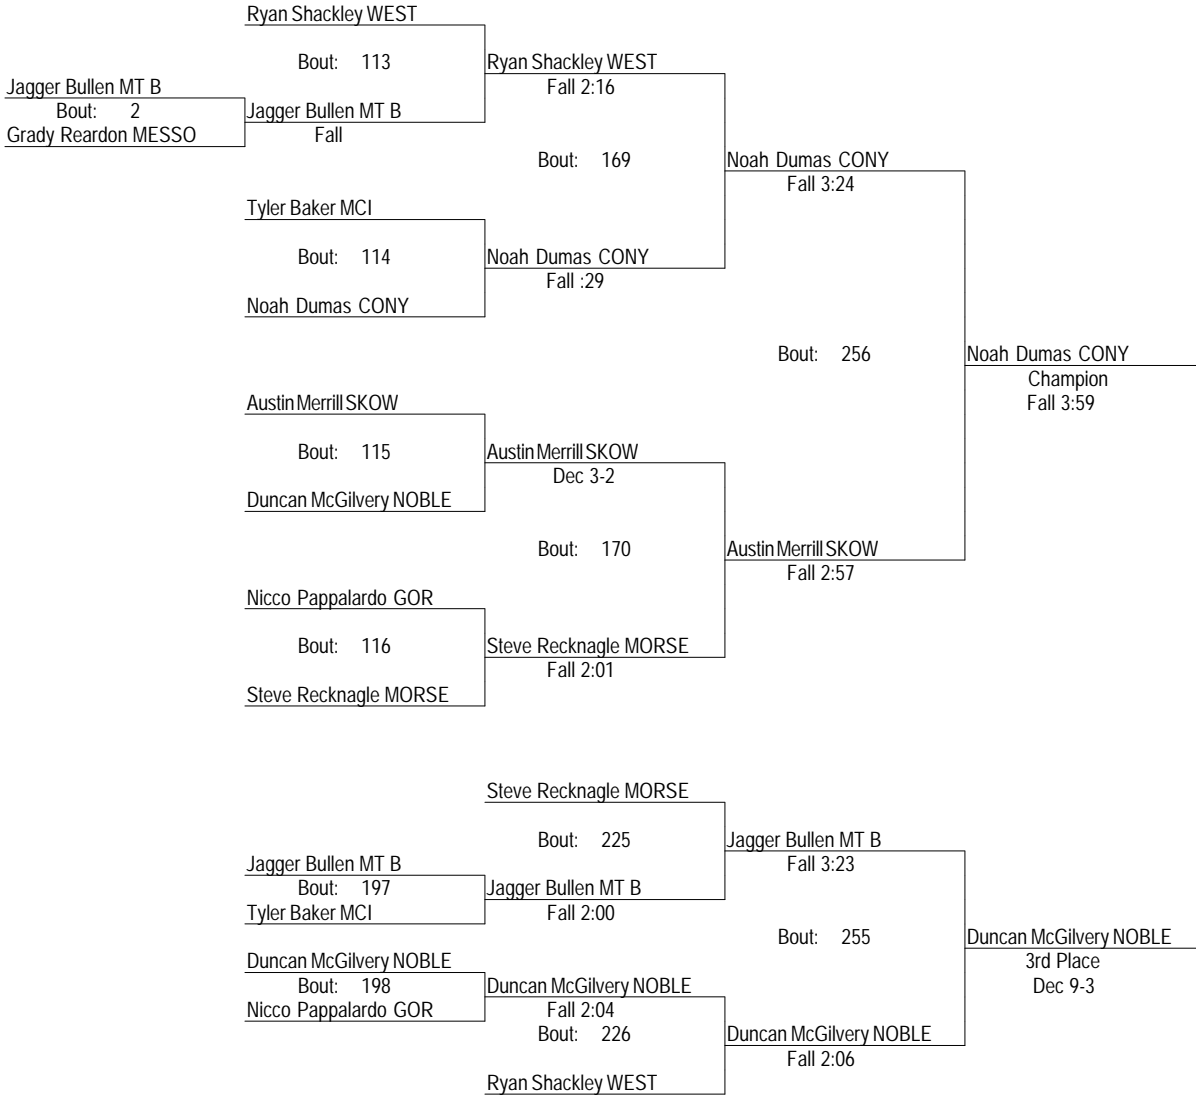 Ryan Shackley WEST
Bout: 113
Ryan Shackley WEST
Fall 2:16
Jagger Bullen MT B
Bout: 2
Jagger Bullen MT B
Grady Reardon MESSO
Fall
Bout: 169
Noah Dumas CONY
Fall 3:24
Tyler Baker MCI
Bout: 114
Noah Dumas CONY
Fall :29
Noah Dumas CONY
Bout: 256
Noah Dumas CONY
Champion
Fall 3:59
Austin Merrill SKOW
Bout: 115
Austin Merrill SKOW
Dec 3-2
Duncan McGilvery NOBLE
Bout: 170
Austin Merrill SKOW
Fall 2:57
Nicco Pappalardo GOR
Bout: 116
Steve Recknagle MORSE
Fall 2:01
Steve Recknagle MORSE
Steve Recknagle MORSE
Bout: 225
Jagger Bullen MT B
Fall 3:23
Jagger Bullen MT B
Bout: 197
Jagger Bullen MT B
Tyler Baker MCI
Fall 2:00
Bout: 255
Duncan McGilvery NOBLE
3rd Place
Dec 9-3
Duncan McGilvery NOBLE
Bout: 198
Duncan McGilvery NOBLE
Nicco Pappalardo GOR
Fall 2:04
Bout: 226
Duncan McGilvery NOBLE
Fall 2:06
Ryan Shackley WEST